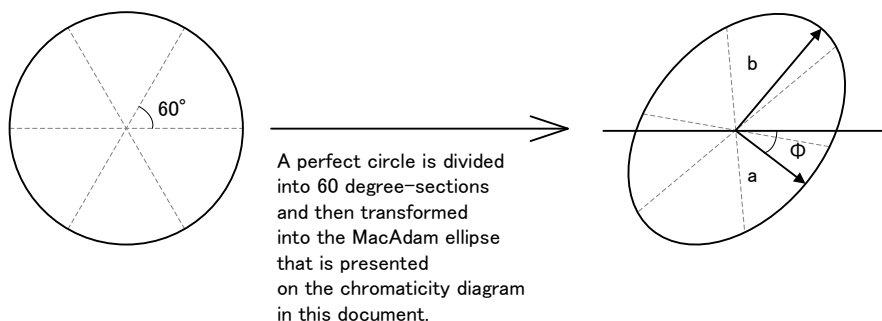 60°
A perfect circle is divided
into 60 degree-sections
and then transformed
into the MacAdam ellipse
that is presented
on the chromaticity diagram
in this document.
b
Φ
a